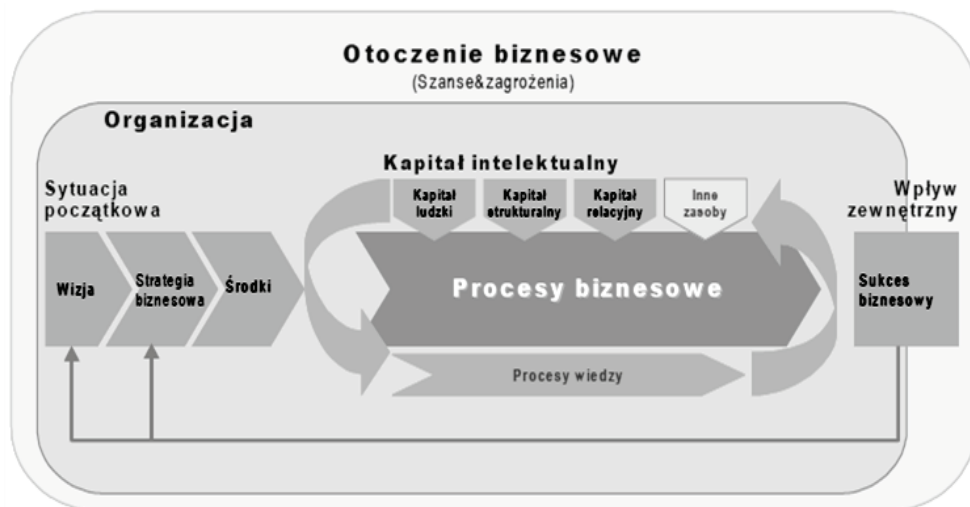 Otoczenie biznesowe
(Szanse&zagrożenia)
Organizacja
Kapitał intelektualny
Sytuacja
początkowa
Kapitał
ludzki
Kapitał
strukturalny
Kapitał
relacyjny
Inne
zasoby
Wpływ
zewnętrzny
Wizja
Strategia
biznesowa
Środki
Procesy biznesowe
Sukces
biznesowy
Procesy wiedzy